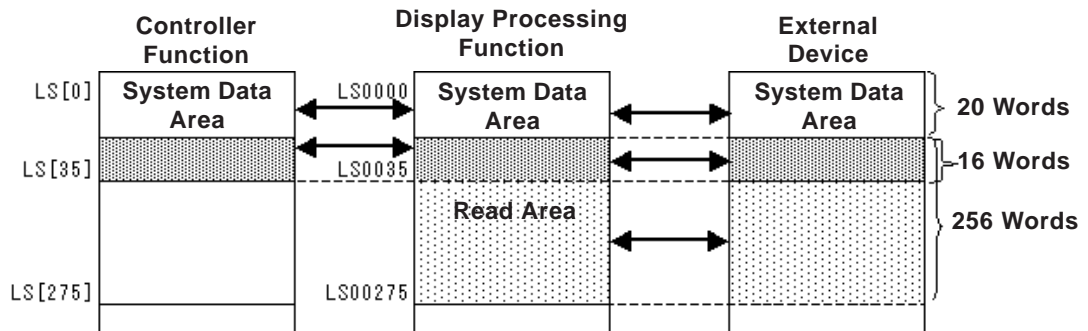 Controller
Function
Display Processing
Function
External
Device
LS[0]
System Data
Area
LS0000
System Data
Area
System Data
Area
20 Words
LS[35]
LS0035
16 Words
Read Area
256 Words
LS[275]
LS00275